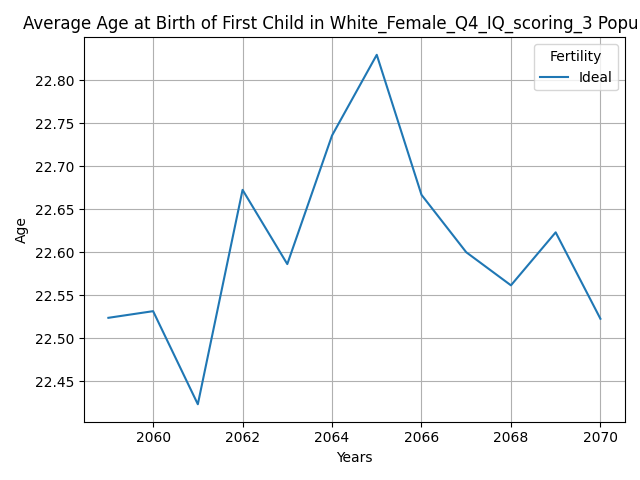 Average Age at Birth of First Child in White_Female_Q4_IQ_scoring_3 Popu
Fertility
Ideal
22.80
22.75
22.70
22.65
22.60
22.55
22.50
22.45
Age
2060 2062 2064 2066 2068 2070
Years